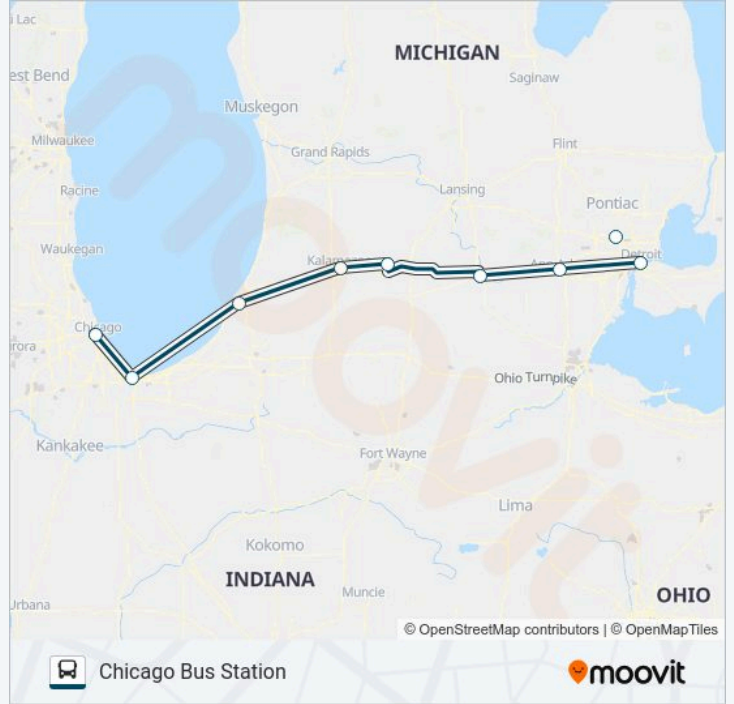 i Lac
MICHIGAN
est Bend
Saginaw
Muskegon
Milwaukee
Flint
Grand Rapids
Racine
Lansing
Pontiac
Waukegan
Detroit
Chicago
rora
Ohio Turnpike
Kankakee
Fort Wayne
Lima
Kokomo
INDIANA
Muncie
OHIO
Urbana
© OpenStreetMap contributors | © OpenMapTiles
Chicago Bus Station
moovit
moovit